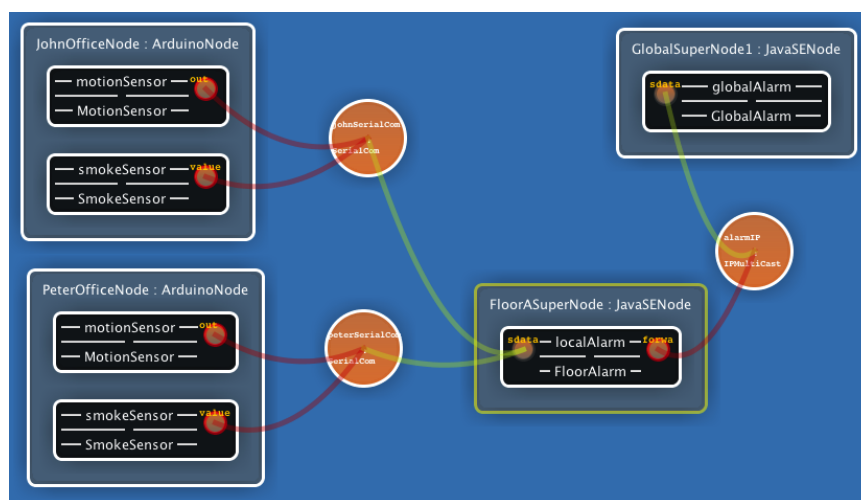 JohnOfficeNode : ArduinoNode
motionSensor
out
MotionSensor
smokeSensor
value
SmokeSensor
johnSerialCom
SerialCom
PeterOfficeNode : ArduinoNode
motionSensor
out
MotionSensor
smokeSensor
value
SmokeSensor
peterSerialCom
SerialCom
FloorASuperNode : JavaSENode
sdata
localAlarm
forwa
FloorAlarm
alarmIP
IPMultiCast
GlobalSuperNode1 : JavaSENode
sdata
globalAlarm
GlobalAlarm